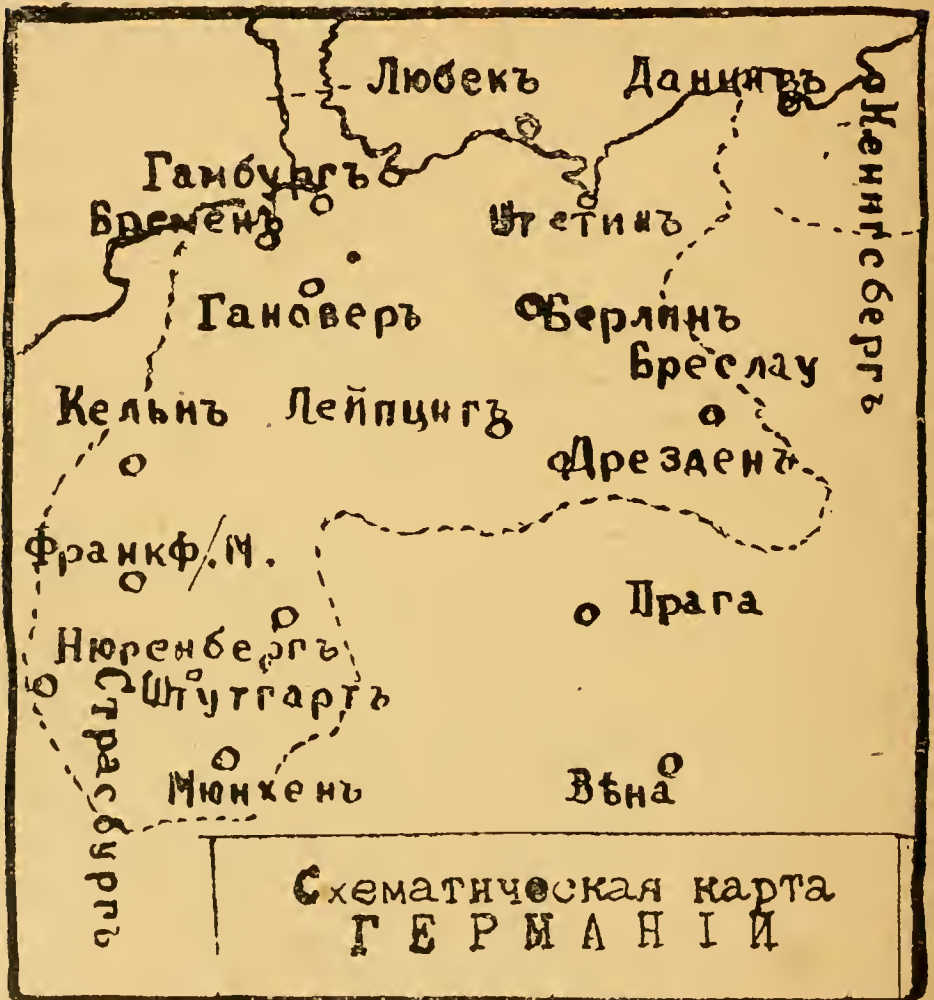 Любекъ Данцигъ
Кенигсбергъ
Гамбургъ
Бременъ Штетинъ
Гановеръ Берлинъ
Бреслау
Кельнъ Лейпцигъ
Дрезденъ
Франкф/.М.
Прага
Нюренбергъ
Страсбургъ
Штутгартъ
Мюнхенъ Вѣна
Схематическая карта
ГЕРМАНІЙ